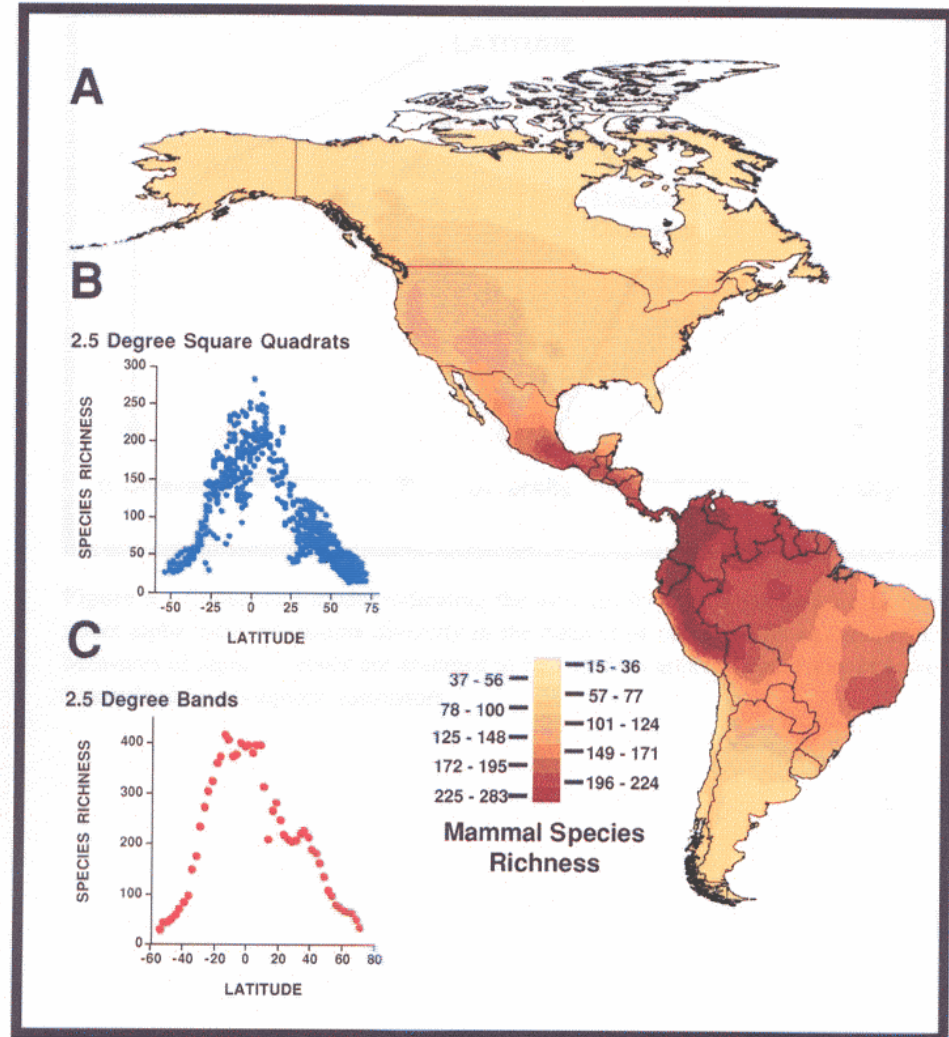 A
B
2.5 Degree Square Quadrats
300
250
200
150
100
50
0
SPECIES RICHNESS
-50 -25 0 25 50 75
LATITUDE
C
2.5 Degree Bands
400
300
200
100
0
SPECIES RICHNESS
-60 -40 -20 0 20 40 60 80
LATITUDE
15 - 36
37 - 56
57 - 77
78 - 100
101 - 124
125 - 148
149 - 171
172 - 195
196 - 224
225 - 283
Mammal Species
Richness
LATITUDE